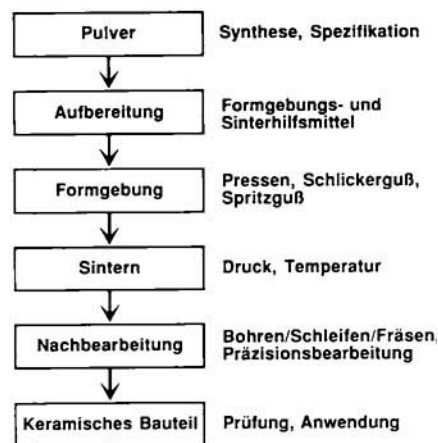 Pulver
Synthese, Spezifikation
Aufbereitung
Formgebungs- und
Sinterhilfsmittel
Formgebung
Pressen, Schlickerguß,
Spritzguß
Sintern
Druck, Temperatur
Nachbearbeitung
Bohren/Schleifen/Fräsen,
Präzisionsbearbeitung
Keramisches Bauteil
Prüfung, Anwendung